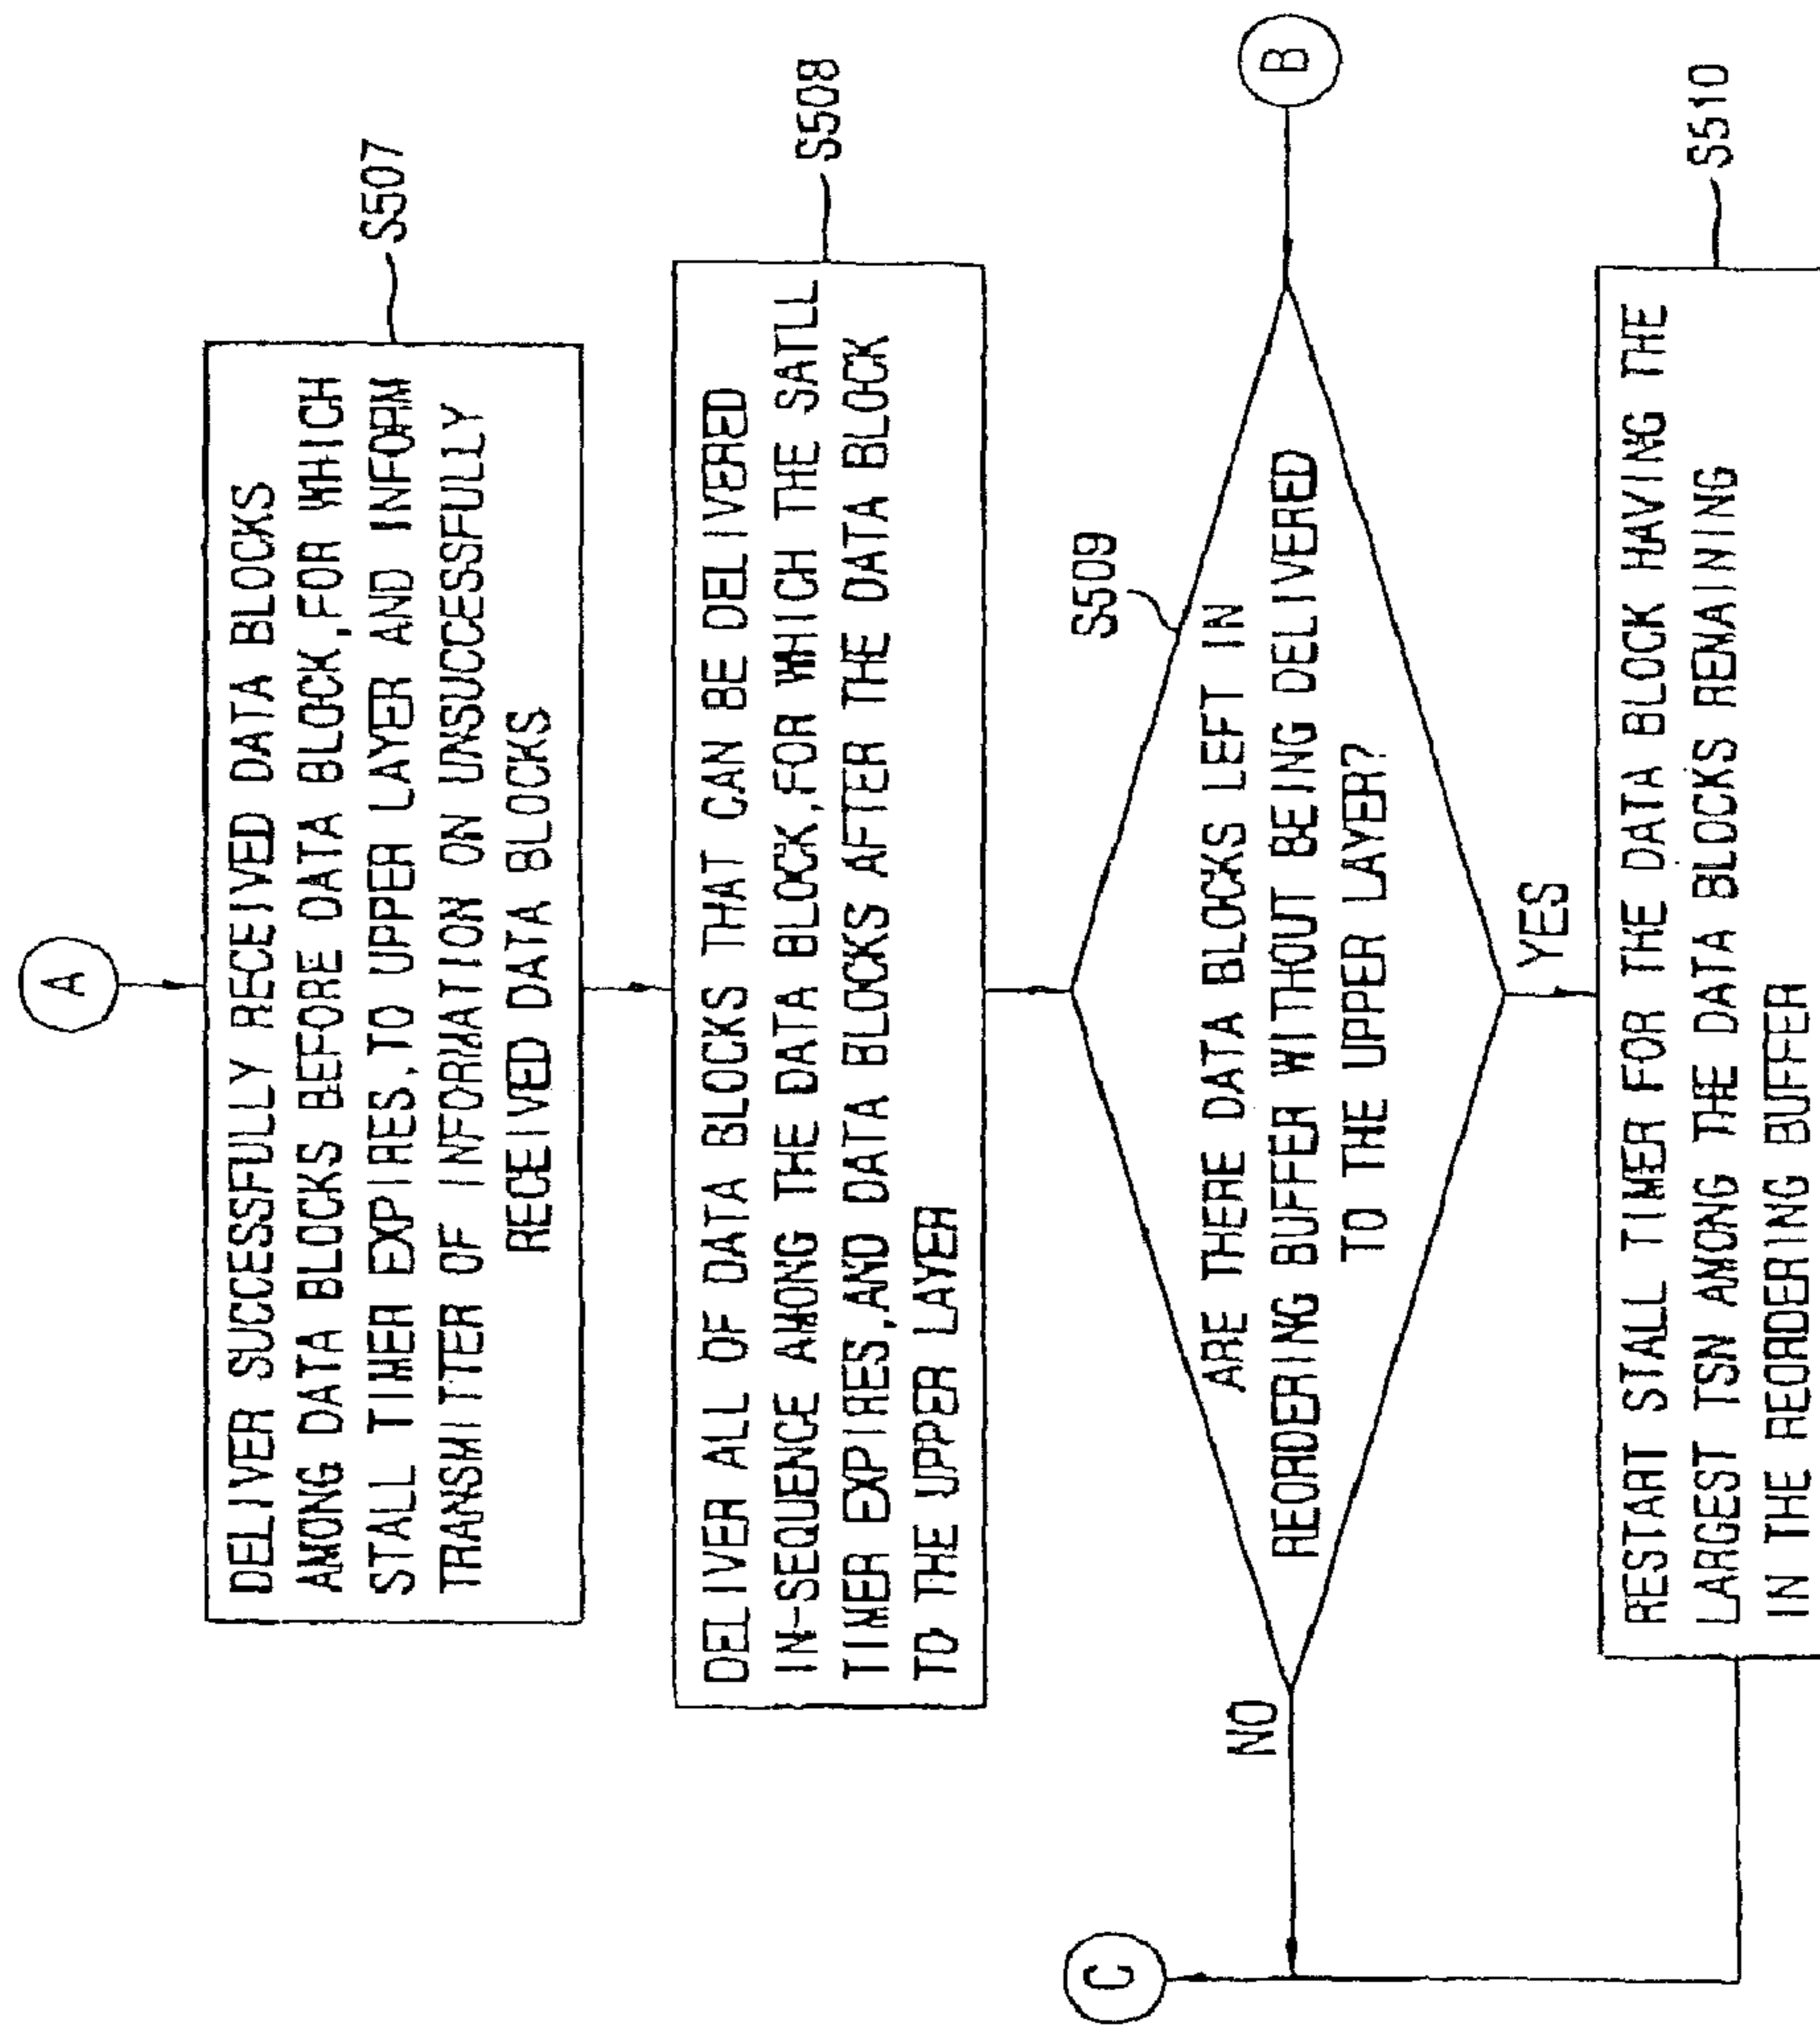 A
DELIVER SUCCESSFULLY RECEIVED DATA BLOCKS
AMONG DATA BLOCKS BEFORE DATA BLOCK,FOR WHICH
STALL TIMER EXPIRES,TO UPPER LAYER AND INFORM
TRANSMITTER OF INFORMATION ON UNSUCCESSFULLY
RECEIVED DATA BLOCKS
S507
DELIVER ALL OF DATA BLOCKS THAT CAN BE DELIVERED
IN-SEQUENCE AMONG THE DATA BLOCK,FOR WHICH THE SATLL
TIMER EXPIRES,AND DATA BLOCKS AFTER THE DATA BLOCK
TO THE UPPER LAYER
S508
S509
ARE THERE DATA BLOCKS LEFT IN
REORDERING BUFFER WITHOUT BEING DELIVERED
TO THE UPPER LAYER?
B
NO
C
YES
RESTART STALL TIMER FOR THE DATA BLOCK HAVING THE
LARGEST TSN AMONG THE DATA BLOCKS REMAINING
IN THE REORDERING BUFFER
S510